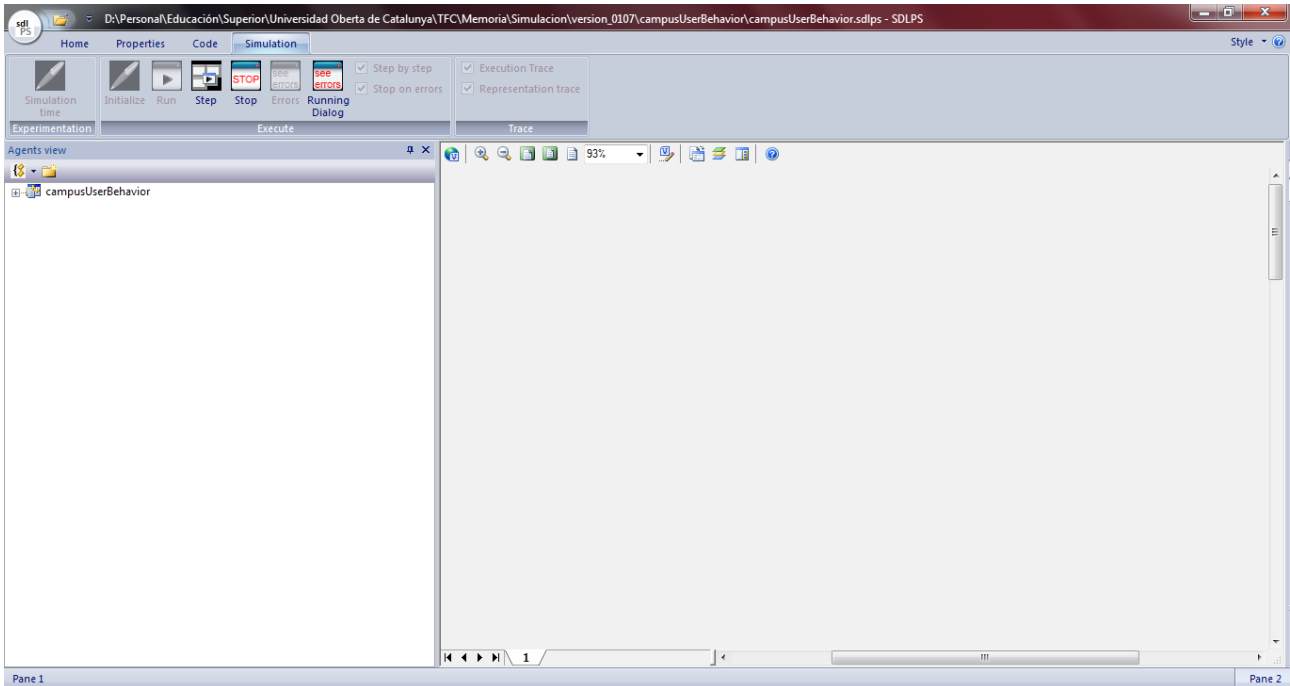 sdl
PS
D:\Personal\Educación\Superior\Universidad Oberta de Catalunya\TFC\Memoria\Simulacion\version_0107\campusUserBehavior\campusUserBehavior.sdlps - SDLPS
Home Properties Code Simulation Style
Simulation time
Initialize Run Step STOP Stop see errors Errors see errors Running Dialog
Step by step
Stop on errors
Execution Trace
Representation trace
Experimentation Execute Trace
Agents view
93%
campusUserBehavior
1
Pane 1 Pane 2